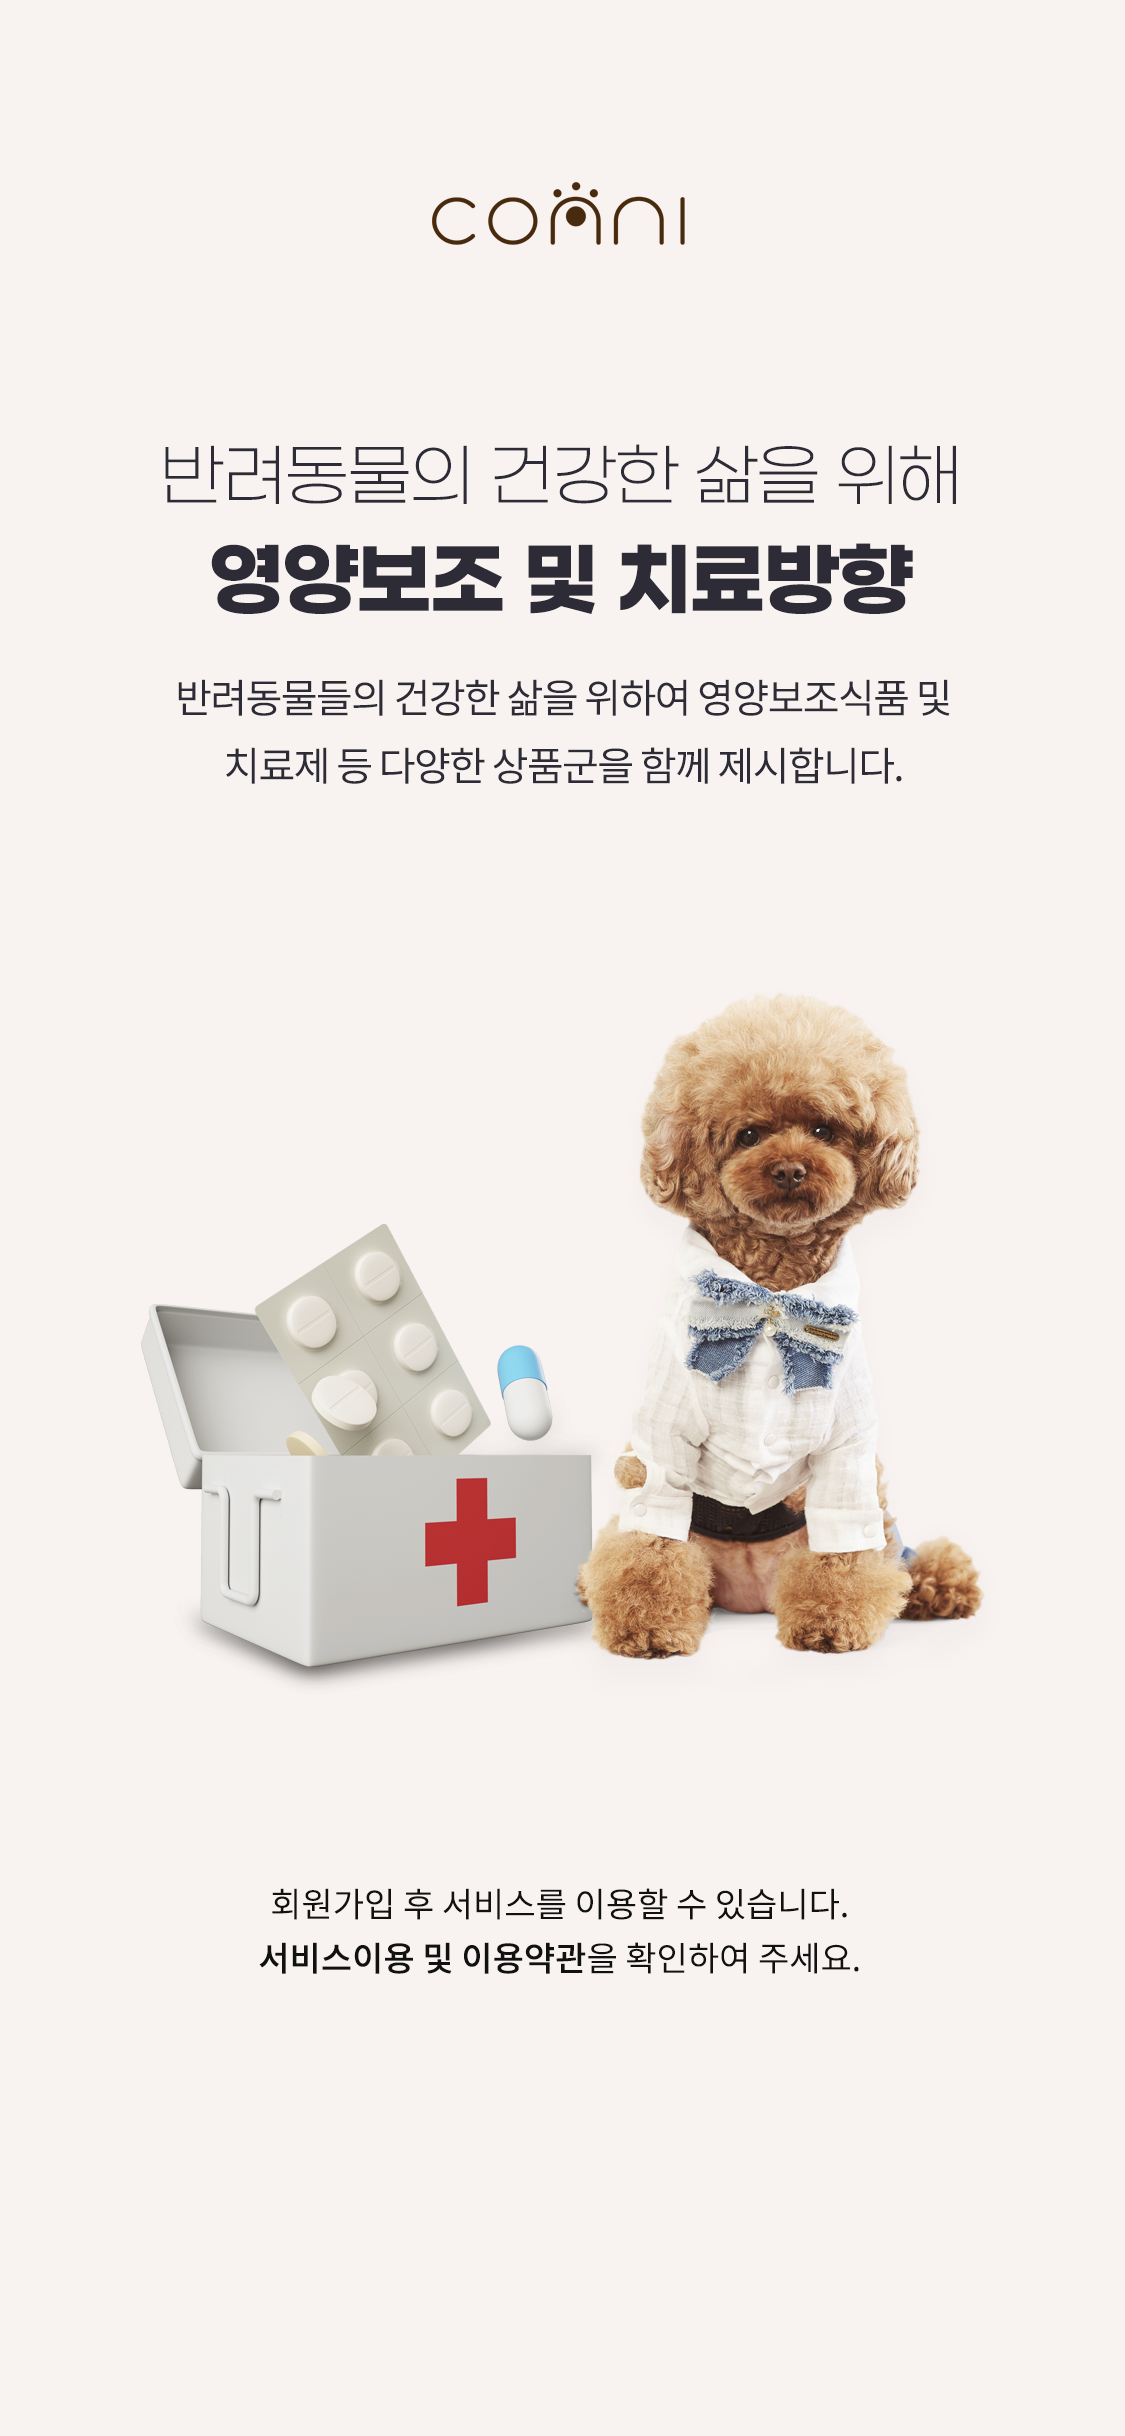 COANI
반려동물의 건강한 삶을 위해
영양보조 및 치료방향
반려동물들의 건강한 삶을 위하여 영양보조식품 및
치료제 등 다양한 상품군을 함께 제시합니다.
회원가입 후 서비스를 이용할 수 있습니다.
서비스이용 및 이용약관을 확인하여 주세요.